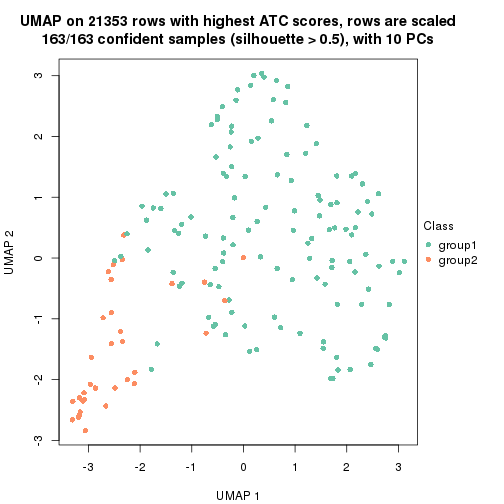 UMAP on 21353 rows with highest ATC scores, rows are scaled
163/163 confident samples (silhouette > 0.5), with 10 PCs
3
2
1
0
-1
-2
-3
UMAP 2
-3 -2 -1 0 1 2 3
UMAP 1
Class
group1
group2